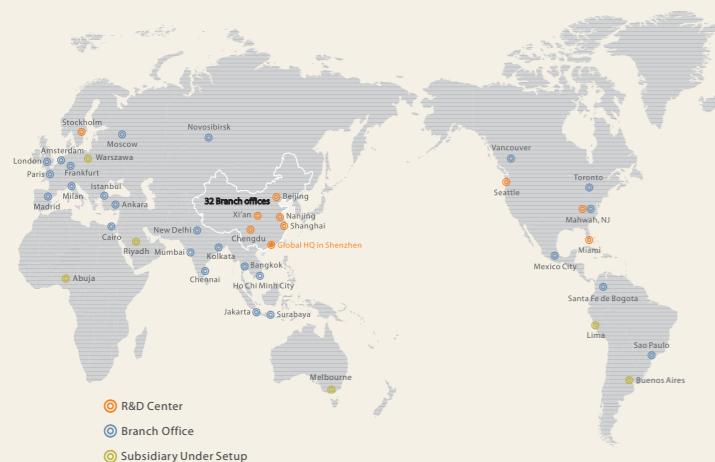 Stockholm
Moscow
Novosibirsk
Amsterdam
Warszawa
London
Paris
Frankfurt
Milan
Istanbul
Madrid
Ankara
32 Branch offices
Beijing
Xi'an
Nanjing
Shanghai
Chengdu
Global HQ in Shenzhen
Cairo
Riyadh
New Delhi
Mumbai
Kolkata
Abuja
Chennai
Bangkok
Ho Chi Minh City
Jakarta
Surabaya
Melbourne
Vancouver
Toronto
Seattle
Mahwah, NJ
Miami
Mexico City
Santa Fe de Bogota
Lima
Sao Paulo
Buenos Aires
R&D Center
Branch Office
Subsidiary Under Setup